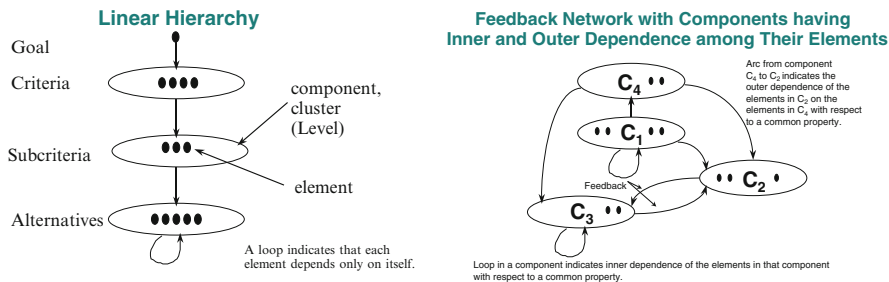 Linear Hierarchy
Goal
Criteria
component,
cluster
(Level)
Subcriteria
element
Alternatives
A loop indicates that each
element depends only on itself.
Feedback Network with Components having
Inner and Outer Dependence among Their Elements
Arc from component
C4 to C2 indicates the
outer dependence of the
elements in C2 on the
elements in C4 with respect
to a common property.
C4
C1
C2
Feedback
C3
Loop in a component indicates inner dependence of the elements in that component
with respect to a common property.